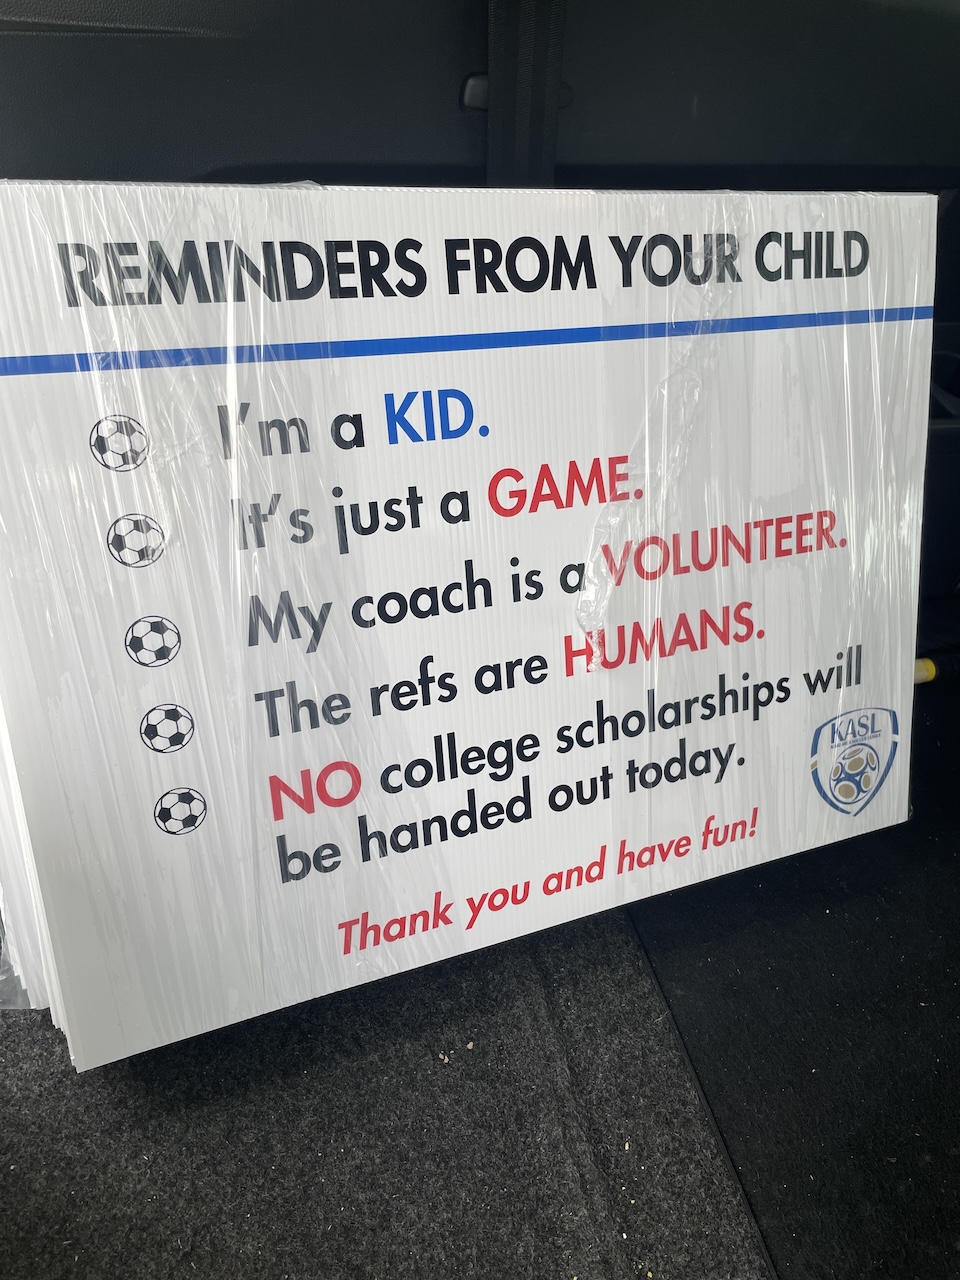 REMINDERS FROM YOUR CHILD
I'm a KID.
It's just a GAME.
My coach is a VOLUNTEER.
The refs are HUMANS.
NO college scholarships will
be handed out today.
Thank you and have fun!
KASL